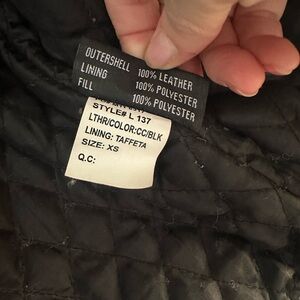 OUTERSHELL 100% LEATHER
LINING 100% POLYESTER
FILL 100% POLYESTER
STYLE# L 137
LTHR/COLOR:CC/BLK
LINING: TAFFETA
SIZE: XS
Q.C: